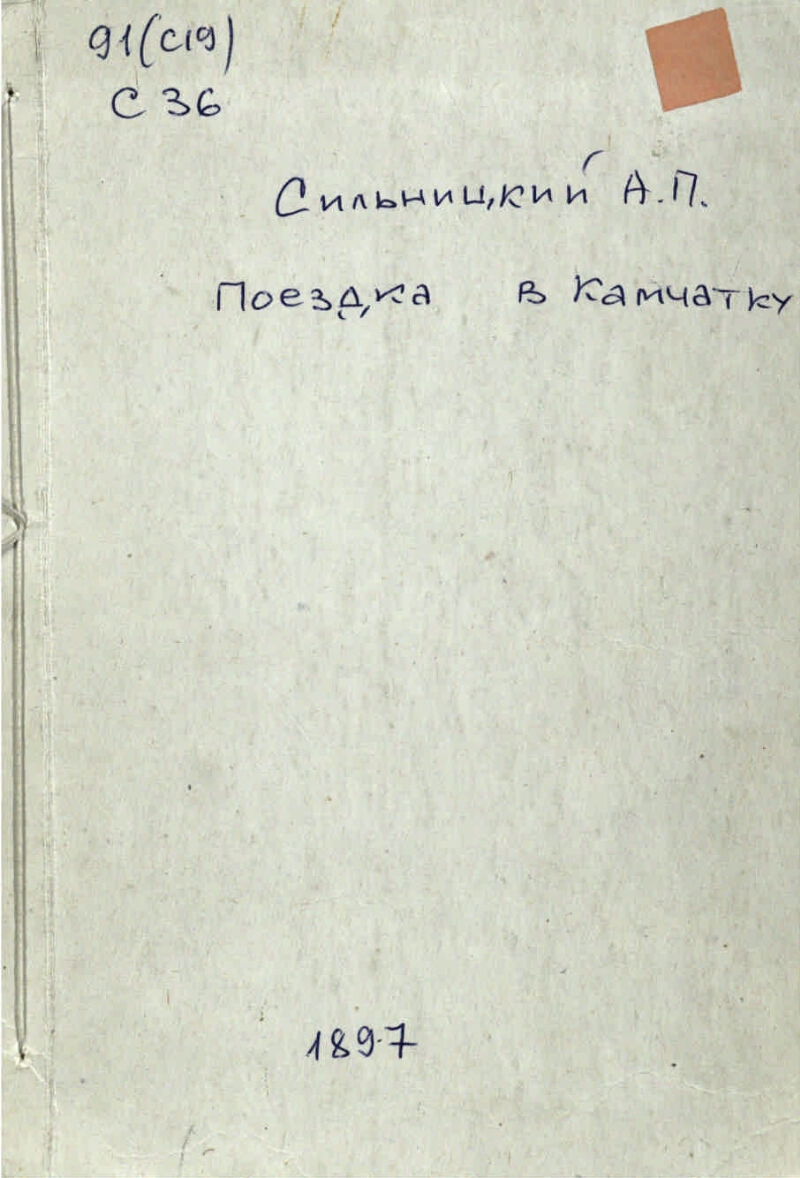 91(С19)
С 36
Сильницкий А.П.
Поездка в Камчатку
1897